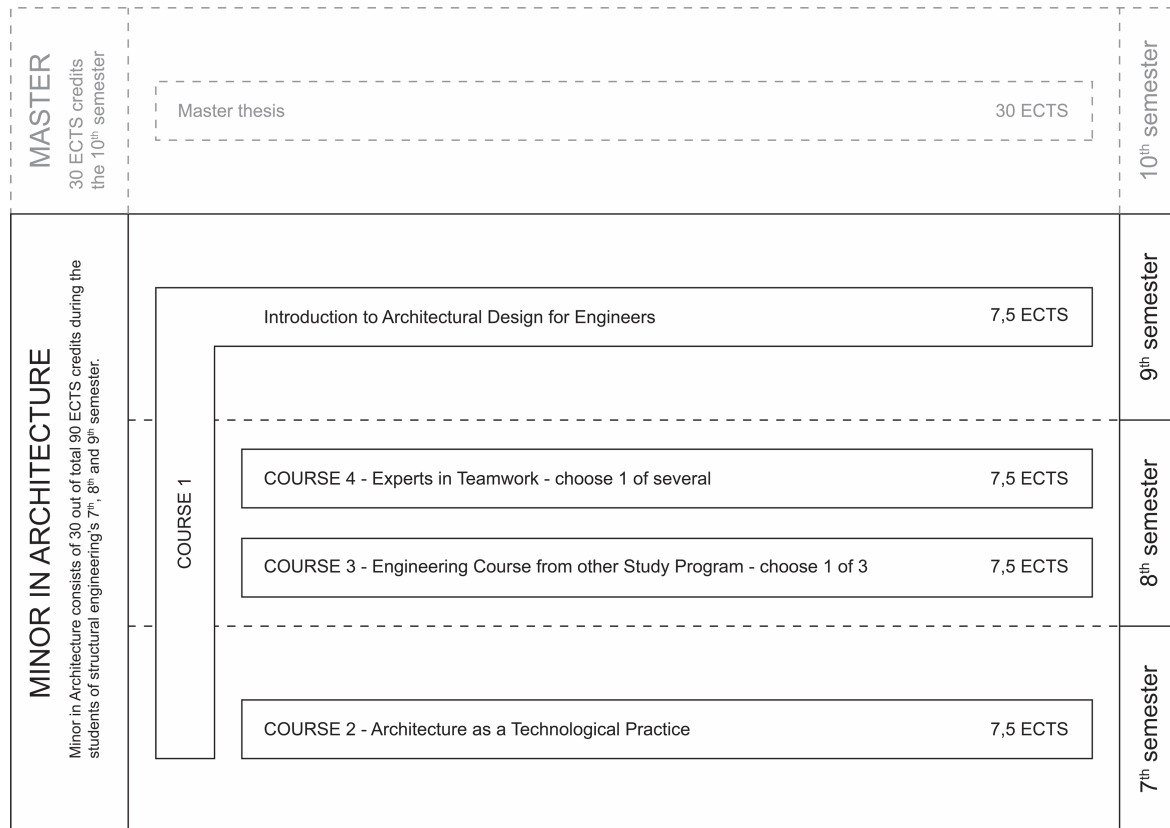 MASTER
30 ECTS credits
the 10th semester
Master thesis 30 ECTS
10th semester
MINOR IN ARCHITECTURE
Minor in Architecture consists of 30 out of total 90 ECTS credits during the
students of structural engineering's 7th, 8th and 9th semester.
COURSE 1
Introduction to Architectural Design for Engineers 7,5 ECTS
9th semester
COURSE 4 - Experts in Teamwork - choose 1 of several 7,5 ECTS
COURSE 3 - Engineering Course from other Study Program - choose 1 of 3 7,5 ECTS
8th semester
COURSE 2 - Architecture as a Technological Practice 7,5 ECTS
7th semester